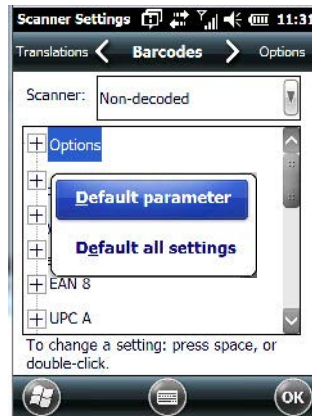 Scanner Settings 11:31
Translations Barcodes Options
Scanner: Non-decoded
Options
Default parameter
Default all settings
EAN 8
UPC A
To change a setting: press space, or
double-click.
OK